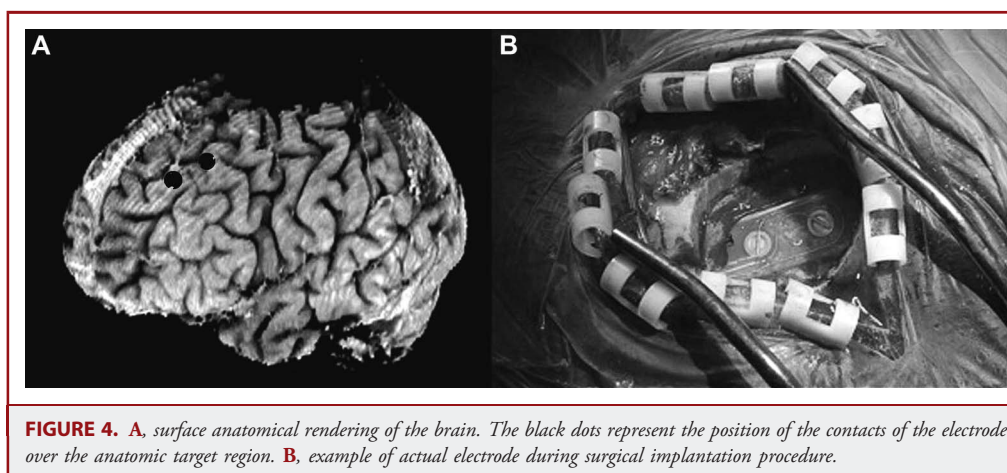 A
B
FIGURE 4. A, surface anatomical rendering of the brain. The black dots represent the position of the contacts of the electrode
over the anatomic target region. B, example of actual electrode during surgical implantation procedure.